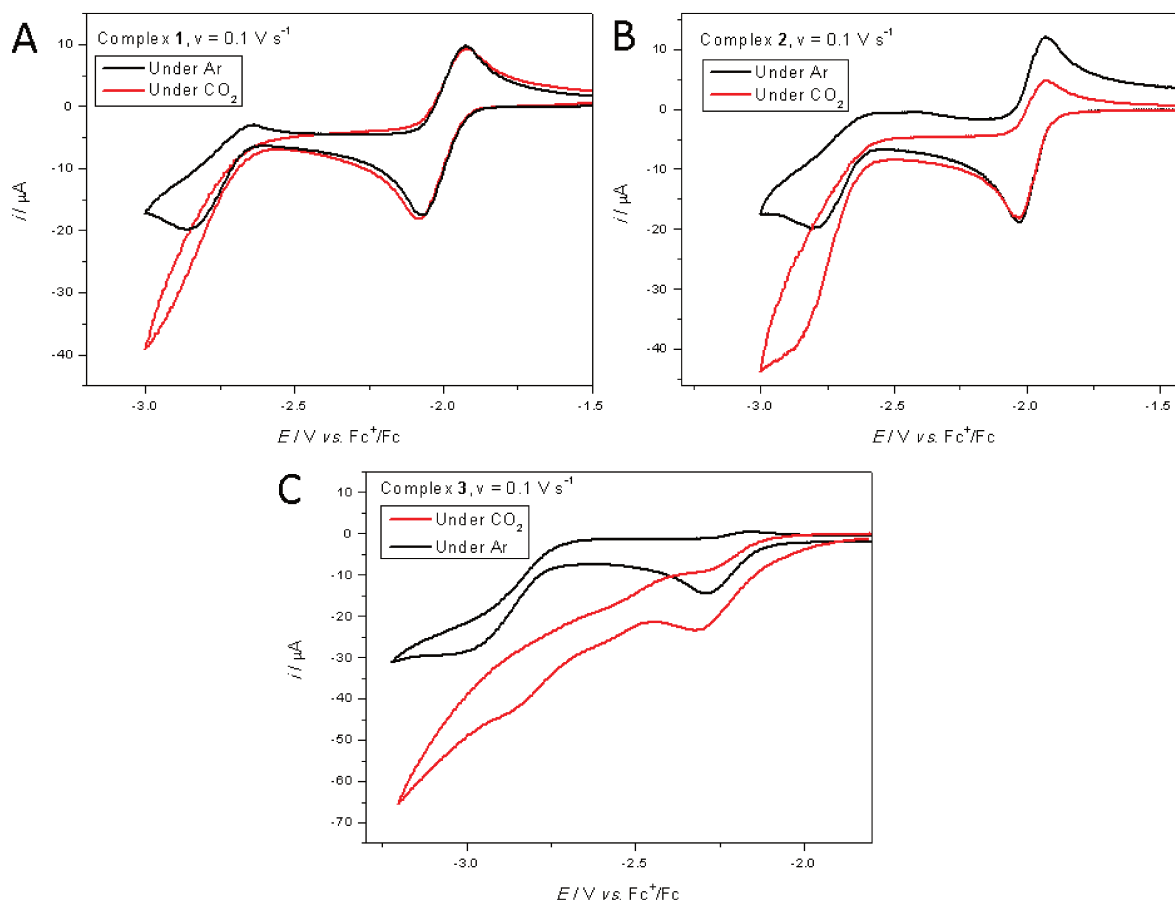 A
Complex 1, v = 0.1 V s⁻¹
Under Ar
Under CO₂
10
0
-10
-20
-30
-40
i / µA
-3.0
-2.5
-2.0
-1.5
E / V vs. Fc⁺/Fc
B
Complex 2, v = 0.1 V s⁻¹
Under Ar
Under CO₂
10
0
-10
-20
-30
-40
i / µA
-3.0
-2.5
-2.0
-1.5
E / V vs. Fc⁺/Fc
C
Complex 3, v = 0.1 V s⁻¹
Under CO₂
Under Ar
10
0
-10
-20
-30
-40
-50
-60
-70
i / µA
-3.0
-2.5
-2.0
E / V vs. Fc⁺/Fc